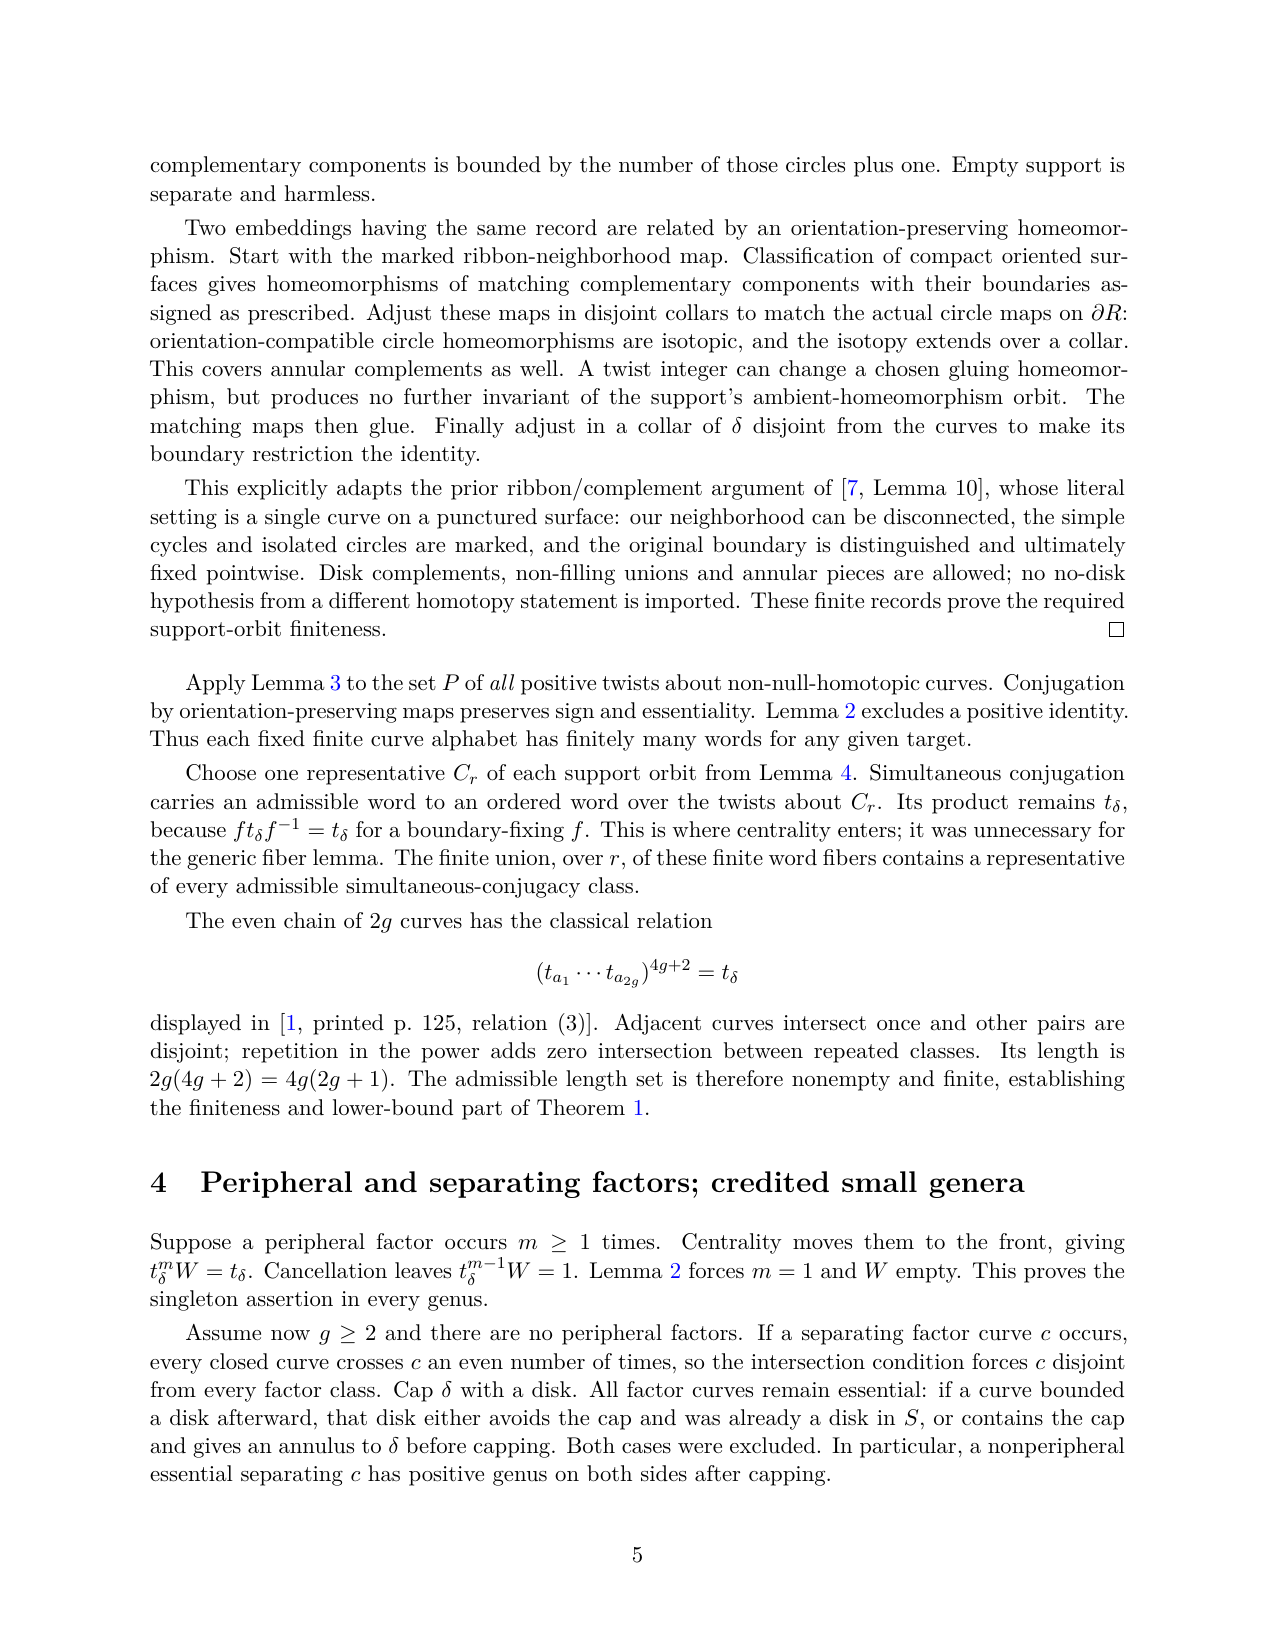 complementary components is bounded by the number of those circles plus one. Empty support is
separate and harmless.
Two embeddings having the same record are related by an orientation-preserving homeomor-
phism. Start with the marked ribbon-neighborhood map. Classification of compact oriented sur-
faces gives homeomorphisms of matching complementary components with their boundaries as-
signed as prescribed. Adjust these maps in disjoint collars to match the actual circle maps on ∂R:
orientation-compatible circle homeomorphisms are isotopic, and the isotopy extends over a collar.
This covers annular complements as well. A twist integer can change a chosen gluing homeomor-
phism, but produces no further invariant of the support's ambient-homeomorphism orbit. The
matching maps then glue. Finally adjust in a collar of δ disjoint from the curves to make its
boundary restriction the identity.
This explicitly adapts the prior ribbon/complement argument of [7, Lemma 10], whose literal
setting is a single curve on a punctured surface: our neighborhood can be disconnected, the simple
cycles and isolated circles are marked, and the original boundary is distinguished and ultimately
fixed pointwise. Disk complements, non-filling unions and annular pieces are allowed; no no-disk
hypothesis from a different homotopy statement is imported. These finite records prove the required
support-orbit finiteness. □
Apply Lemma 3 to the set P of all positive twists about non-null-homotopic curves. Conjugation
by orientation-preserving maps preserves sign and essentiality. Lemma 2 excludes a positive identity.
Thus each fixed finite curve alphabet has finitely many words for any given target.
Choose one representative C_r of each support orbit from Lemma 4. Simultaneous conjugation
carries an admissible word to an ordered word over the twists about C_r. Its product remains t_δ,
because f t_δ f^{-1} = t_δ for a boundary-fixing f. This is where centrality enters; it was unnecessary for
the generic fiber lemma. The finite union, over r, of these finite word fibers contains a representative
of every admissible simultaneous-conjugacy class.
The even chain of 2g curves has the classical relation
(t_{a_1} ⋯ t_{a_{2g}})^{4g+2} = t_δ
displayed in [1, printed p. 125, relation (3)]. Adjacent curves intersect once and other pairs are
disjoint; repetition in the power adds zero intersection between repeated classes. Its length is
2g(4g + 2) = 4g(2g + 1). The admissible length set is therefore nonempty and finite, establishing
the finiteness and lower-bound part of Theorem 1.
4 Peripheral and separating factors; credited small genera
Suppose a peripheral factor occurs m ≥ 1 times. Centrality moves them to the front, giving
t_δ^m W = t_δ. Cancellation leaves t_δ^{m−1} W = 1. Lemma 2 forces m = 1 and W empty. This proves the
singleton assertion in every genus.
Assume now g ≥ 2 and there are no peripheral factors. If a separating factor curve c occurs,
every closed curve crosses c an even number of times, so the intersection condition forces c disjoint
from every factor class. Cap δ with a disk. All factor curves remain essential: if a curve bounded
a disk afterward, that disk either avoids the cap and was already a disk in S, or contains the cap
and gives an annulus to δ before capping. Both cases were excluded. In particular, a nonperipheral
essential separating c has positive genus on both sides after capping.
5